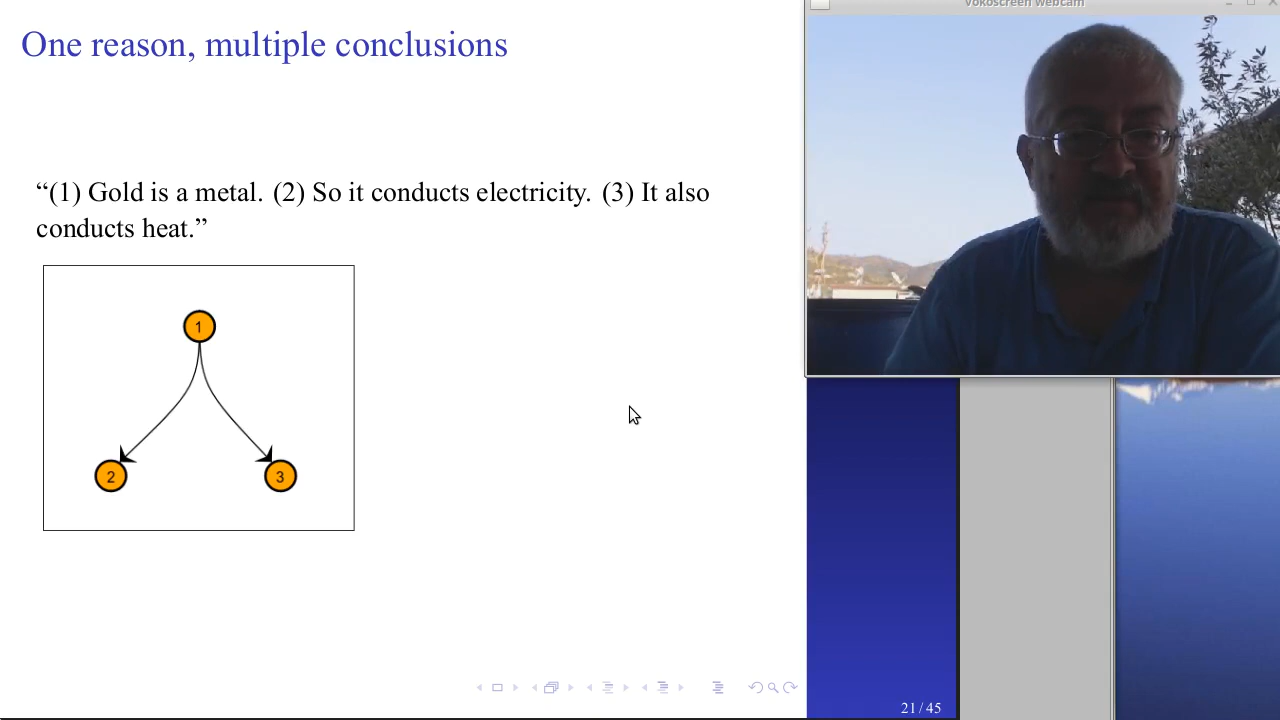 One reason, multiple conclusions
Vokoscreen webcam
“(1) Gold is a metal. (2) So it conducts electricity. (3) It also
conducts heat.”
1
2
3
21 / 45